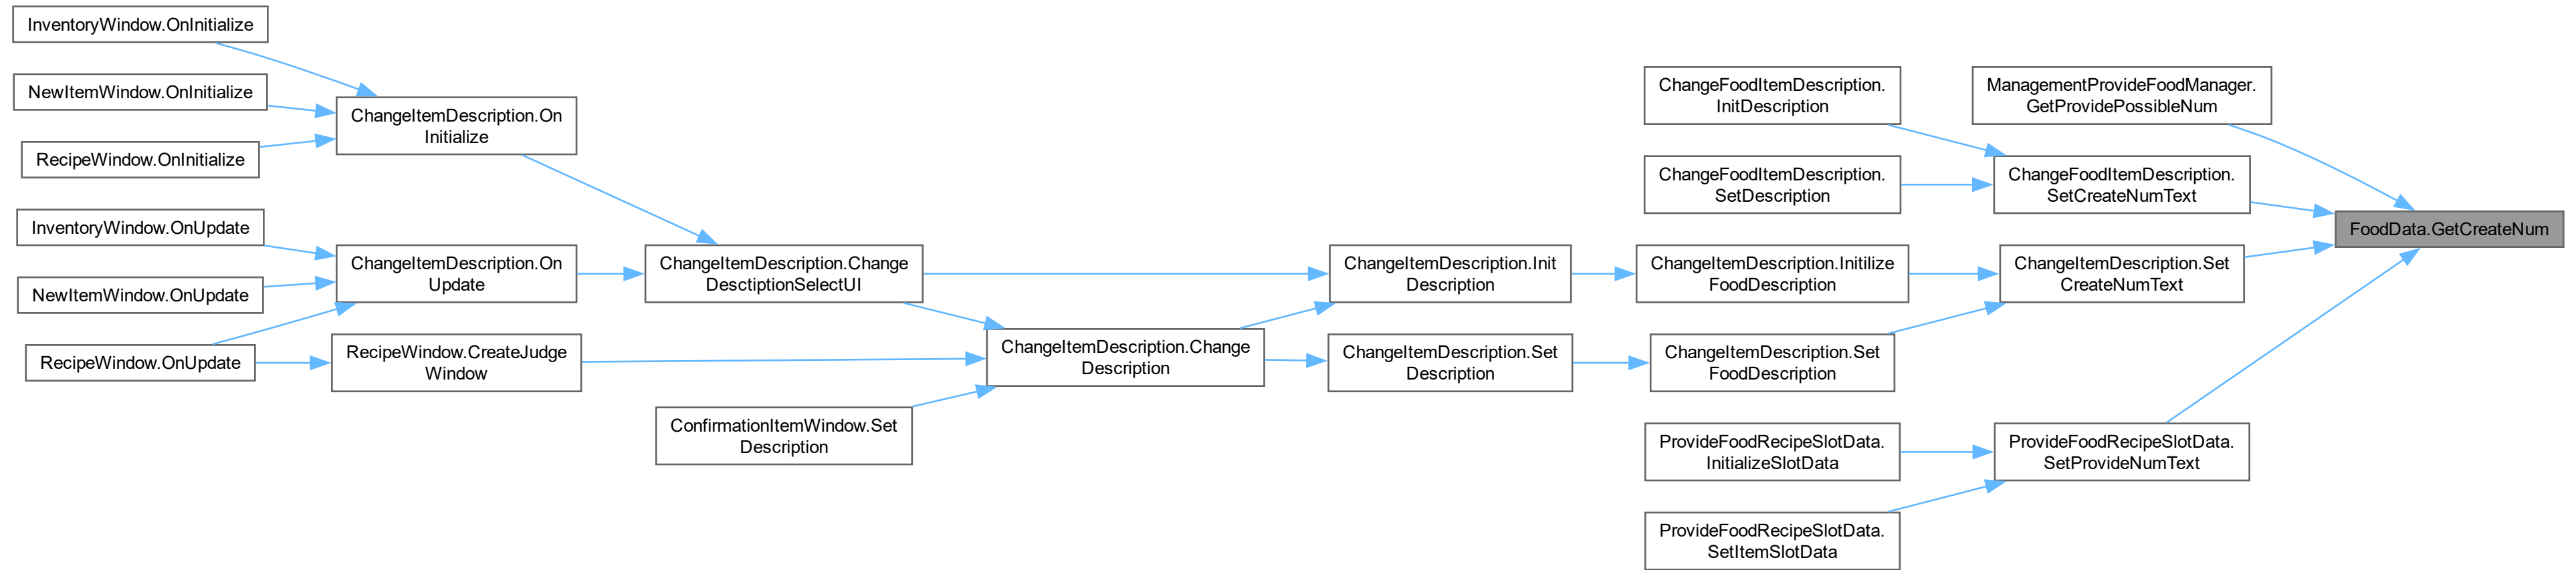 InventoryWindow.OnInitialize
NewItemWindow.OnInitialize
RecipeWindow.OnInitialize
InventoryWindow.OnUpdate
NewItemWindow.OnUpdate
RecipeWindow.OnUpdate
ChangeItemDescription.On
Initialize
ChangeItemDescription.On
Update
RecipeWindow.CreateJudge
Window
ChangeItemDescription.Change
DesctiptionSelectUI
ConfirmationItemWindow.Set
Description
ChangeItemDescription.Change
Description
ChangeItemDescription.Init
Description
ChangeItemDescription.Set
Description
ChangeFoodItemDescription.
InitDescription
ChangeFoodItemDescription.
SetDescription
ChangeItemDescription.Initilize
FoodDescription
ChangeItemDescription.Set
FoodDescription
ProvideFoodRecipeSlotData.
InitializeSlotData
ProvideFoodRecipeSlotData.
SetItemSlotData
ManagementProvideFoodManager.
GetProvidePossibleNum
ChangeFoodItemDescription.
SetCreateNumText
ChangeItemDescription.Set
CreateNumText
ProvideFoodRecipeSlotData.
SetProvideNumText
FoodData.GetCreateNum